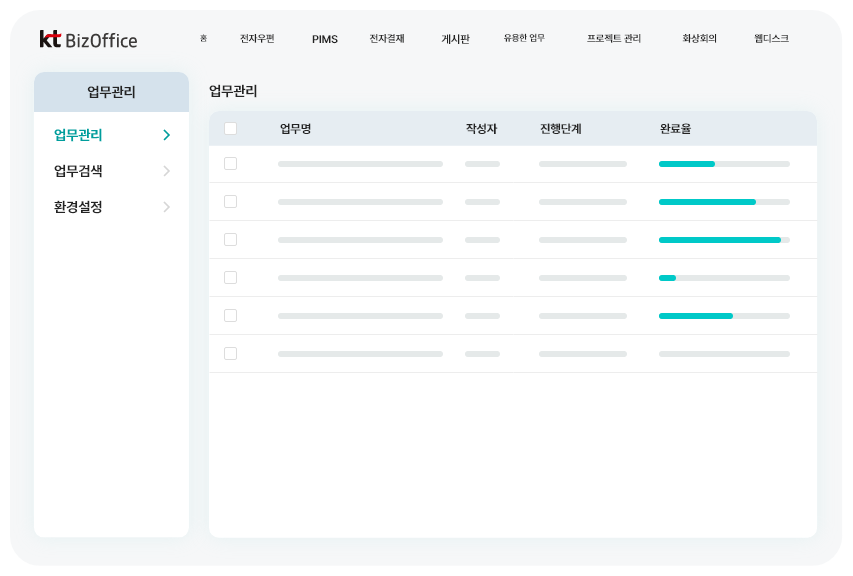 kt BizOffice 홈 전자우편 PIMS 전자결재 게시판 유용한 업무 프로젝트 관리 화상회의 웹디스크
업무관리
업무관리
업무검색
환경설정
업무관리
업무명 작성자 진행단계 완료율